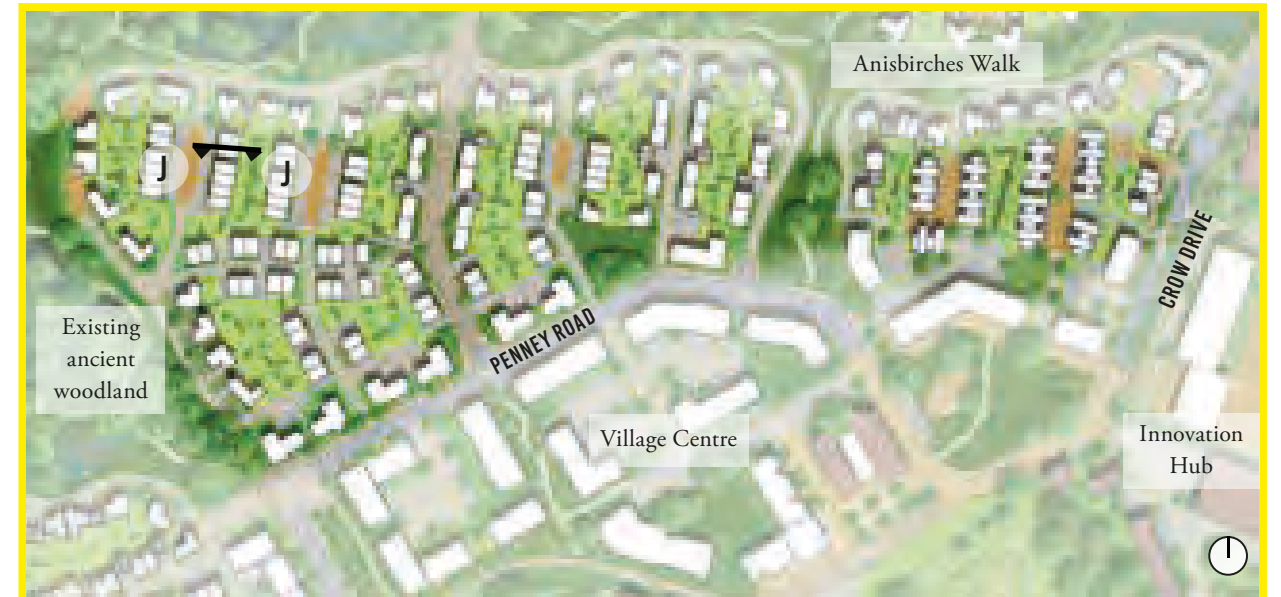 Anisbirches Walk
J
J
CROW DRIVE
Existing
ancient
woodland
PENNEY ROAD
Village Centre
Innovation
Hub